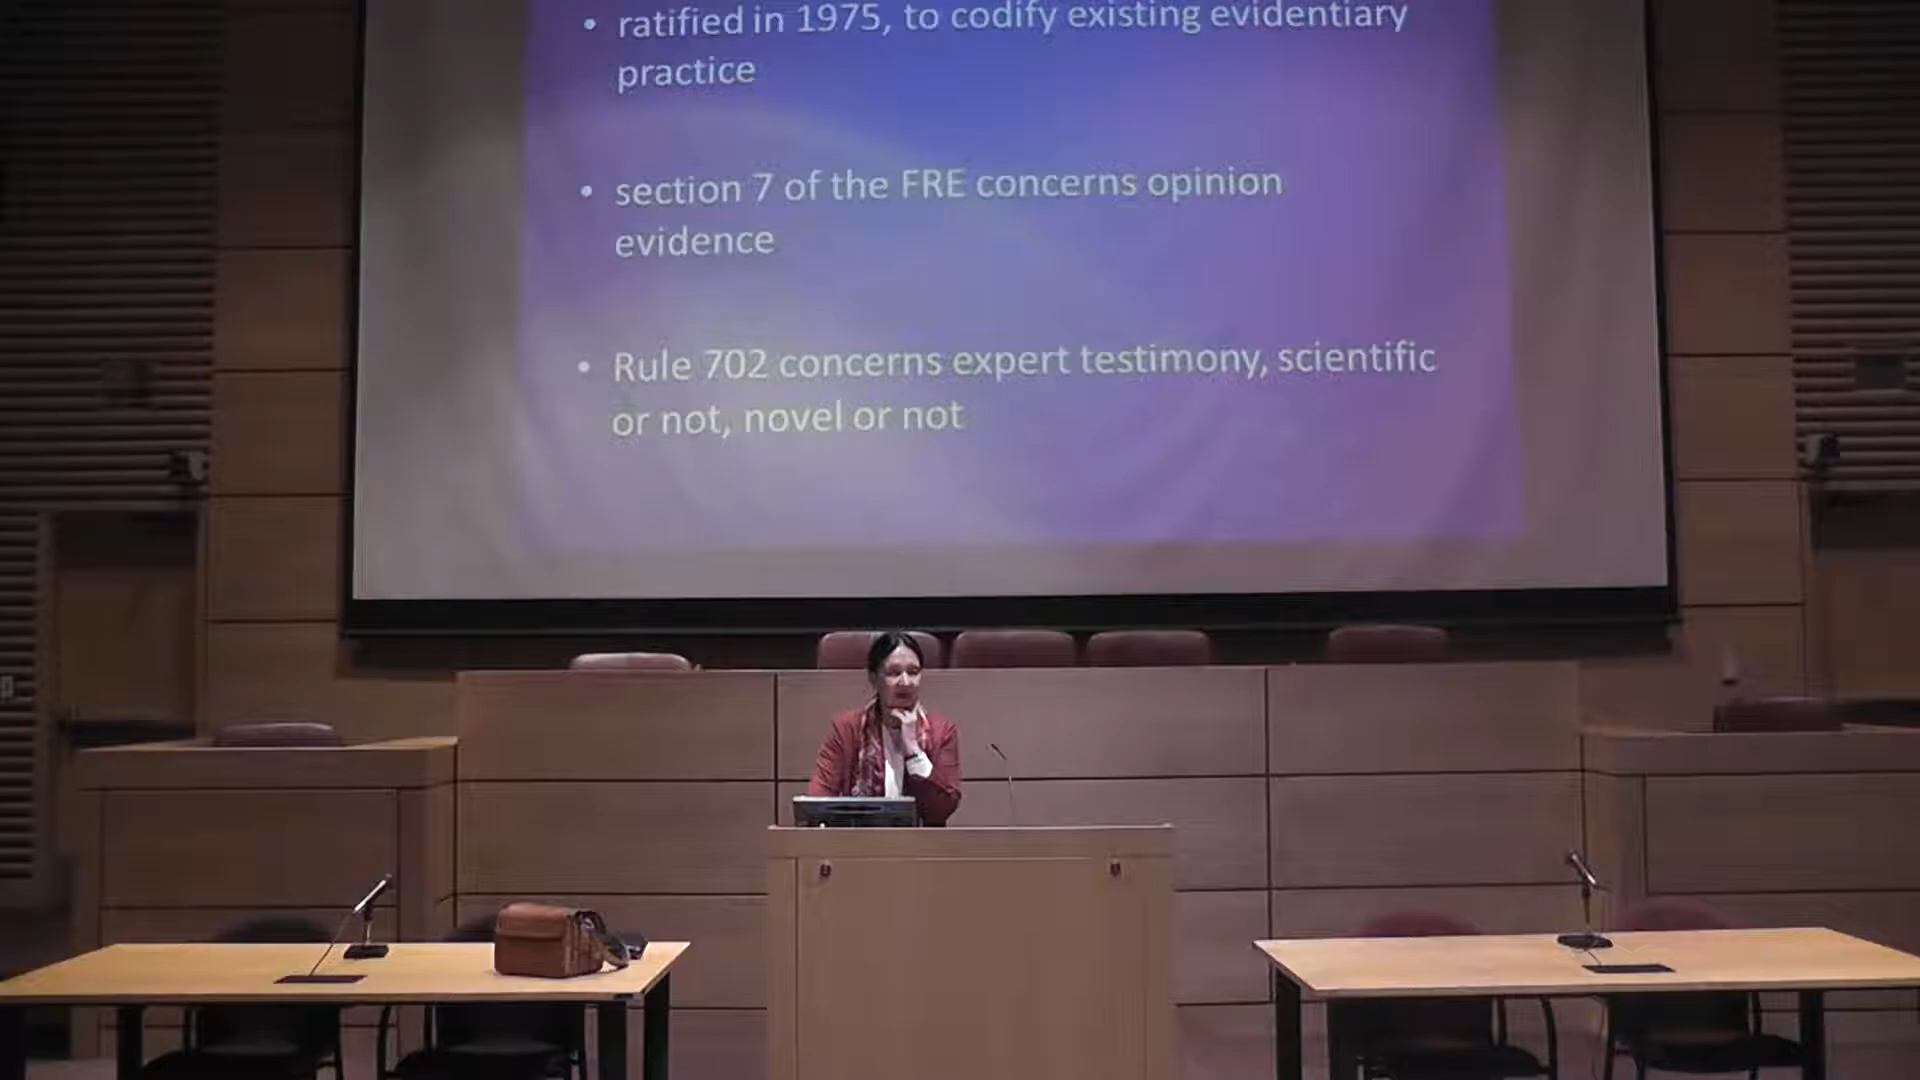 • ratified in 1975, to codify existing evidentiary
practice
• section 7 of the FRE concerns opinion
evidence
• Rule 702 concerns expert testimony, scientific
or not, novel or not